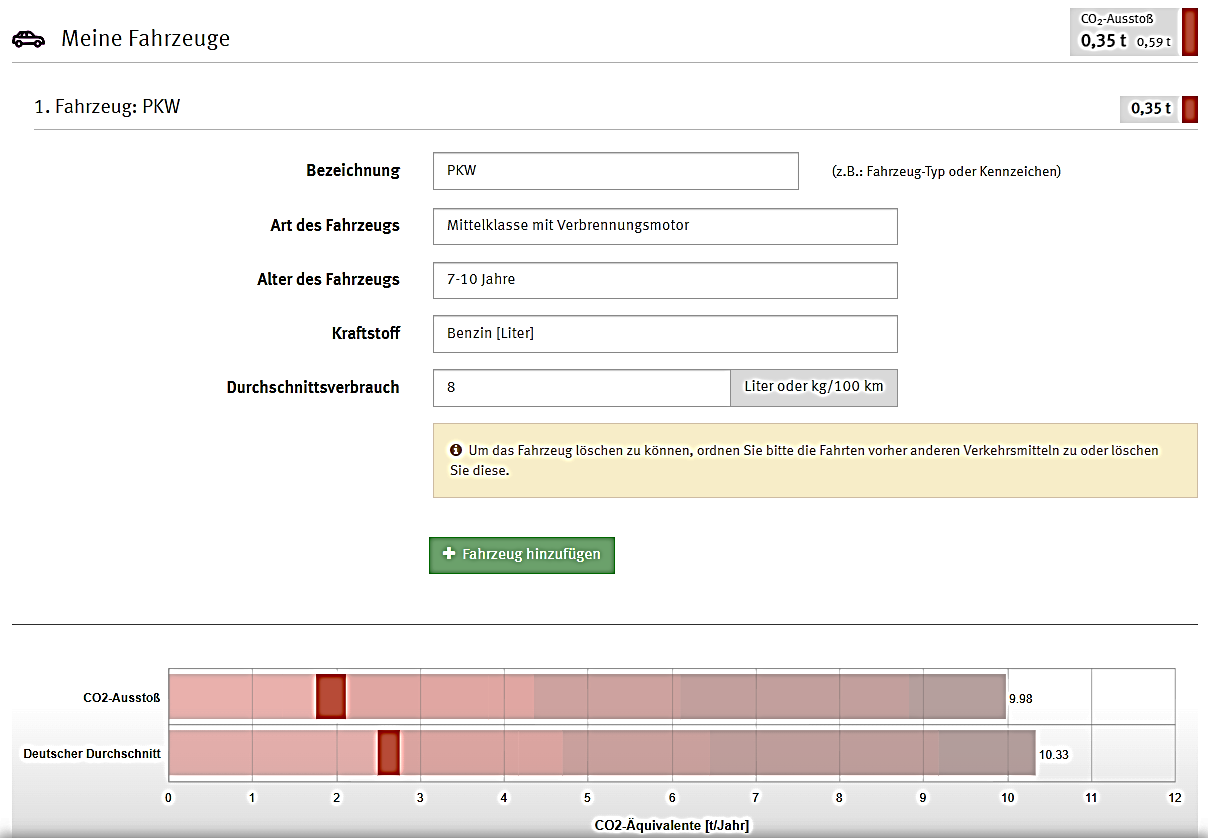 Meine Fahrzeuge
CO₂-Ausstoß
0,35 t 0,59 t
1. Fahrzeug: PKW
0,35 t
Bezeichnung PKW (z.B.: Fahrzeug-Typ oder Kennzeichen)
Art des Fahrzeugs Mittelklasse mit Verbrennungsmotor
Alter des Fahrzeugs 7-10 Jahre
Kraftstoff Benzin [Liter]
Durchschnittsverbrauch 8 Liter oder kg/100 km
Um das Fahrzeug löschen zu können, ordnen Sie bitte die Fahrten vorher anderen Verkehrsmitteln zu oder löschen
Sie diese.
Fahrzeug hinzufügen
CO2-Ausstoß 9.98
Deutscher Durchschnitt 10.33
0 1 2 3 4 5 6 7 8 9 10 11 12
CO2-Äquivalente [t/Jahr]